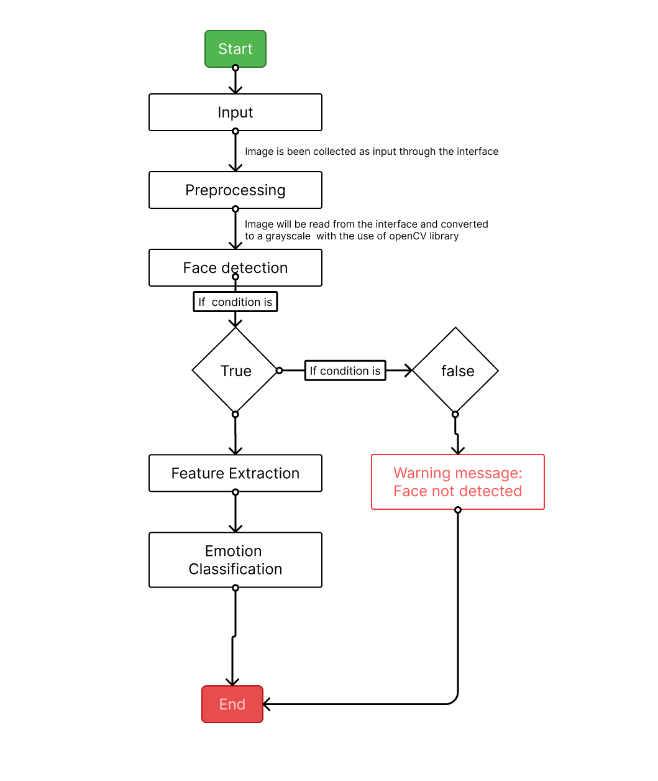 Start
Input
Image is been collected as input through the interface
Preprocessing
Image will be read from the interface and converted
to a grayscale with the use of openCV library
Face detection
If condition is
True
If condition is
false
Feature Extraction
Warning message:
Face not detected
Emotion
Classification
End